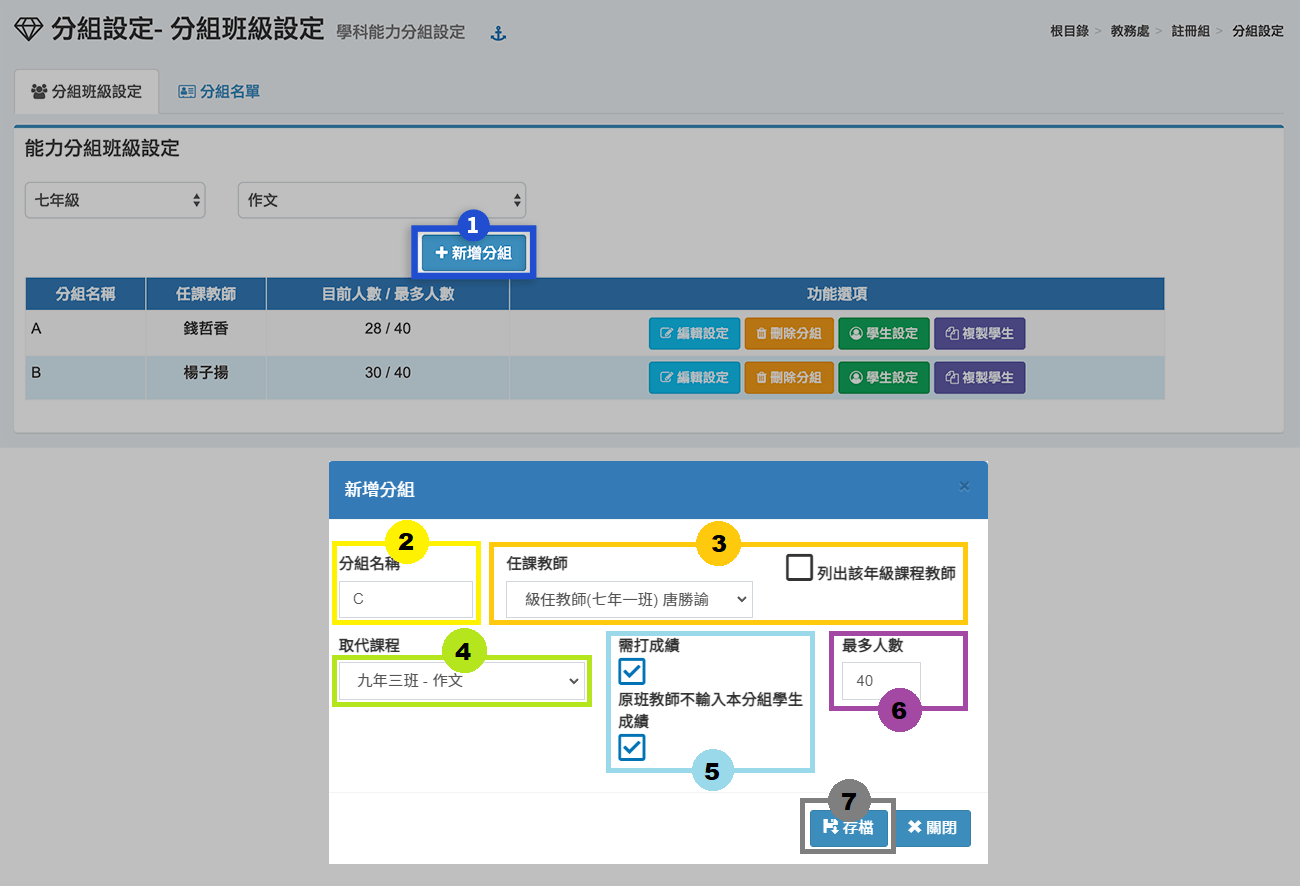 分組設定- 分組班級設定 學科能力分組設定
根目錄 > 教務處 > 註冊組 > 分組設定
分組班級設定 分組名單
能力分組班級設定
七年級 作文
1
+ 新增分組
分組名稱 任課教師 目前人數 / 最多人數 功能選項
A 錢哲香 28 / 40 編輯設定 刪除分組 學生設定 複製學生
B 楊子揚 30 / 40 編輯設定 刪除分組 學生設定 複製學生
新增分組 ×
2 3
分組名稱 任課教師 列出該年級課程教師
C 級任教師(七年一班) 唐勝諭
取代課程 4 需打成績 最多人數
九年三班 - 作文 40
原班教師不輸入本分組學生
成績
6
5
7
存檔 關閉